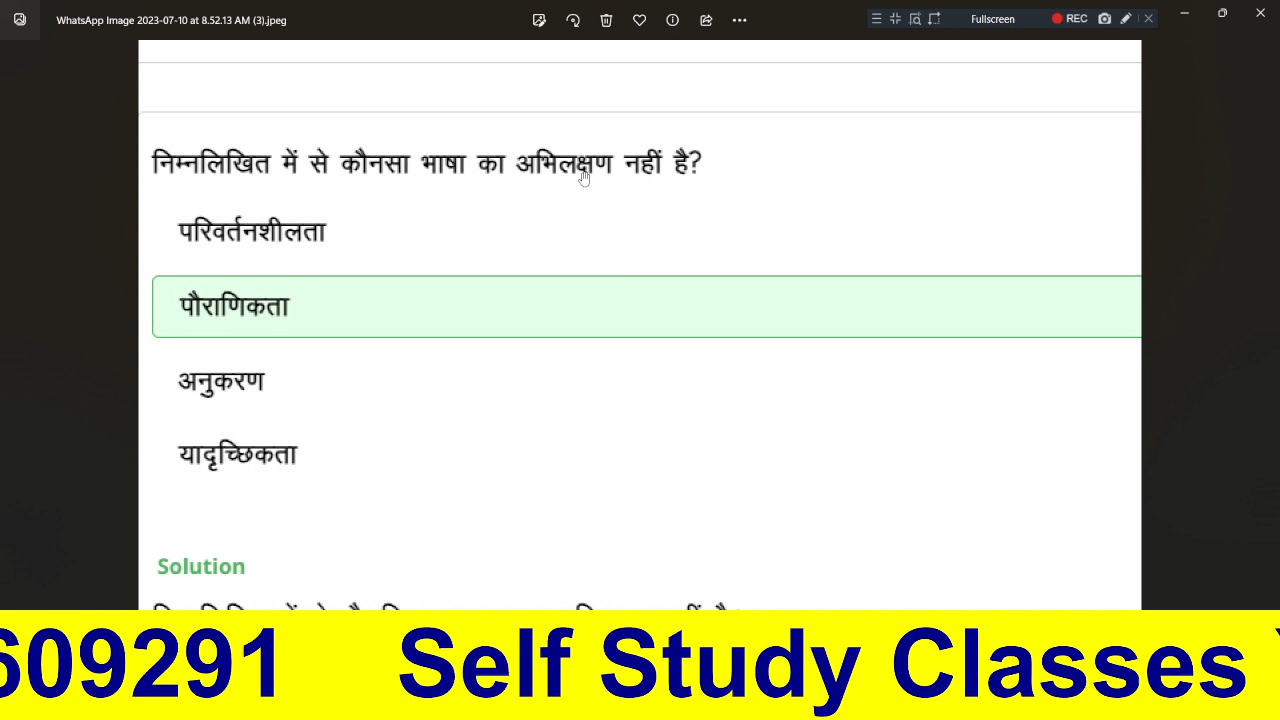 WhatsApp Image 2023-07-10 at 8.52.13 AM (3).jpeg
Fullscreen
REC
निम्नलिखित में से कौनसा भाषा का अभिलक्षण नहीं है?
परिवर्तनशीलता
पौराणिकता
अनुकरण
यादृच्छिकता
Solution
609291 Self Study Classes